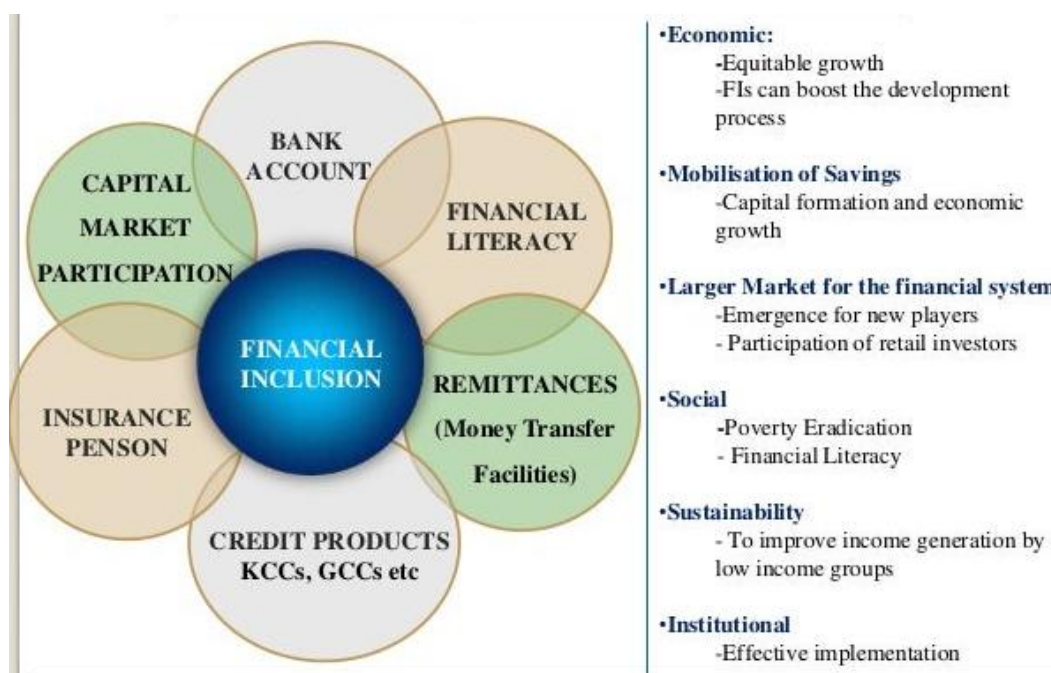 BANK
ACCOUNT
CAPITAL
MARKET
PARTICIPATION
FINANCIAL
LITERACY
FINANCIAL
INCLUSION
REMITTANCES
(Money Transfer
Facilities)
INSURANCE
PENSON
CREDIT PRODUCTS
KCCs, GCCs etc
•Economic:
-Equitable growth
-FIs can boost the development
process
•Mobilisation of Savings
-Capital formation and economic
growth
•Larger Market for the financial system
-Emergence for new players
- Participation of retail investors
•Social
-Poverty Eradication
- Financial Literacy
•Sustainability
- To improve income generation by
low income groups
•Institutional
-Effective implementation